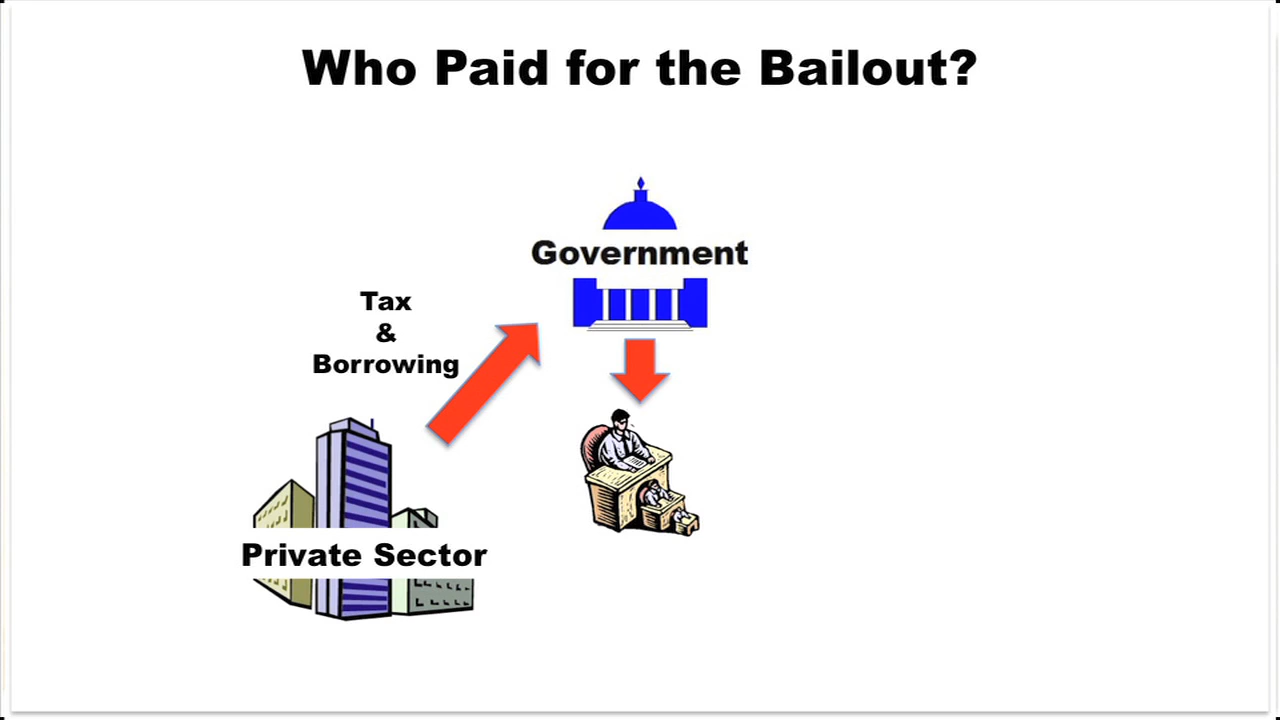 Who Paid for the Bailout?
Government
Tax
&
Borrowing
Private Sector